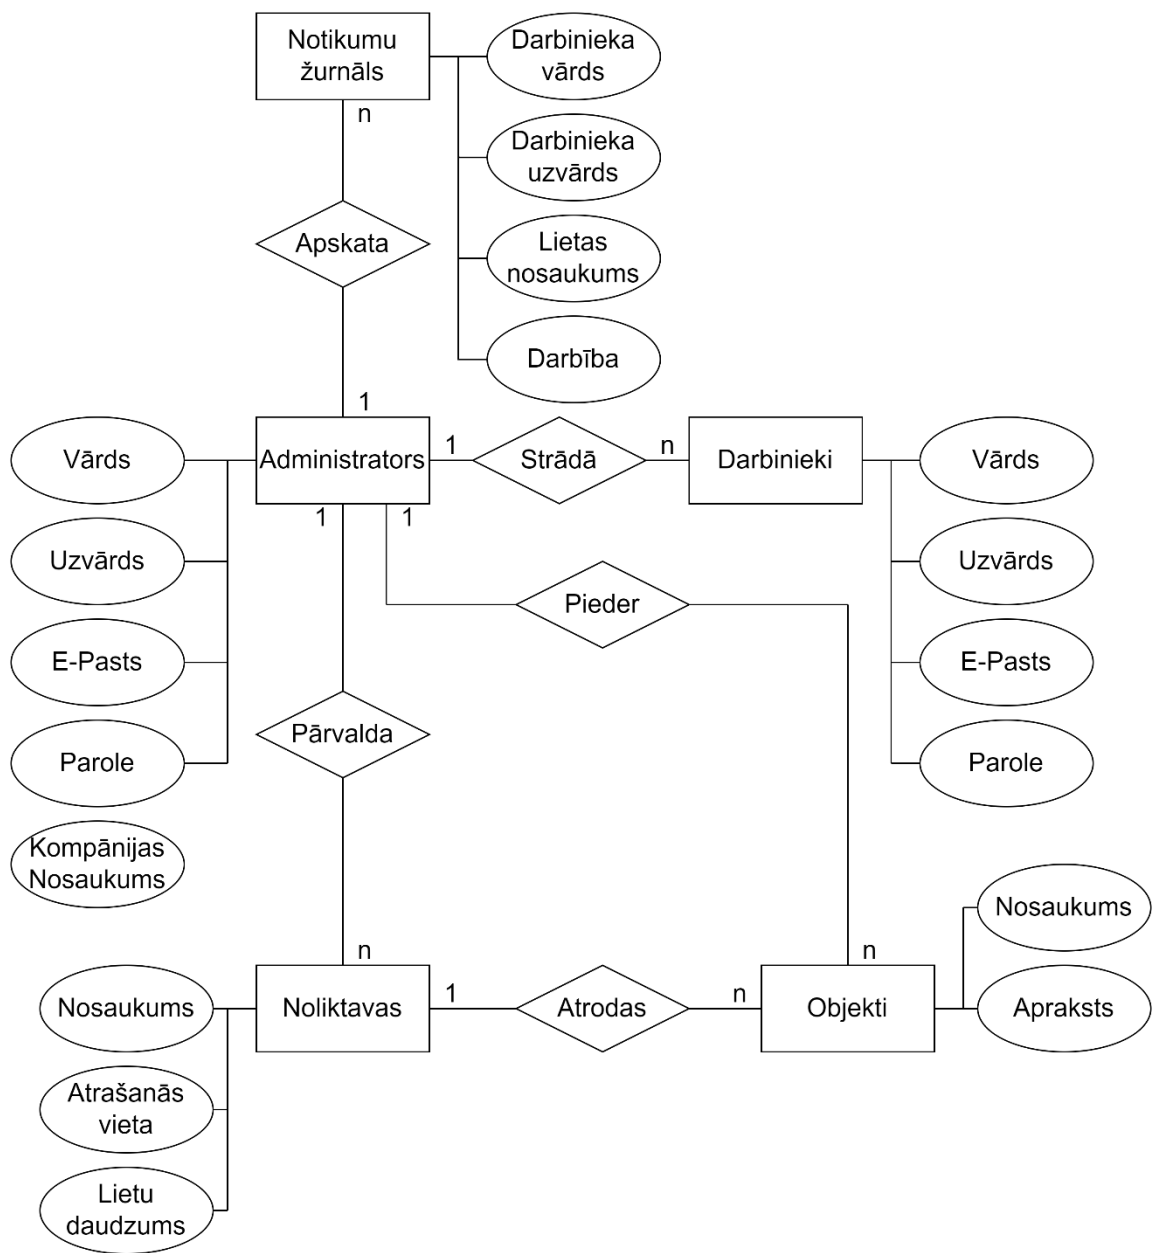 Notikumu
žurnāls
Darbinieka
vārds
n
Darbinieka
uzvārds
Apskata
Lietas
nosaukums
Darbība
1
Vārds
Administrators
1
Strādā
n
Darbinieki
Vārds
1
1
Uzvārds
Pieder
Uzvārds
E-Pasts
E-Pasts
Pārvalda
Parole
Parole
Kompānijas
Nosaukums
Nosaukums
n
n
Nosaukums
Noliktavas
1
Atrodas
n
Objekti
Apraksts
Atrašanās
vieta
Lietu
daudzums